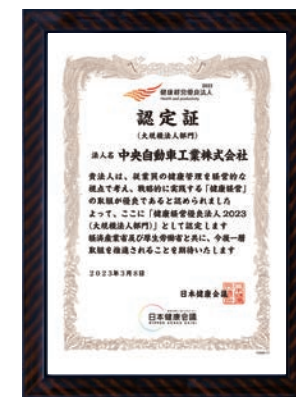 2023
健康経営優良法人
Health and productivity
認定証
(大規模法人部門)
法人名 中央自動車工業株式会社
貴法人は、従業員の健康管理を経営的な
視点で考え、戦略的に実践する「健康経営」
の取組が優良であると認められました
よって、ここに「健康経営優良法人2023
(大規模法人部門)」として認定します
経済産業省及び厚生労働省と共に、今後一層
取組を推進されることを期待いたします
2023年3月8日
日本健康会議
日本健康会議
NIPPON KENKO KAIGI